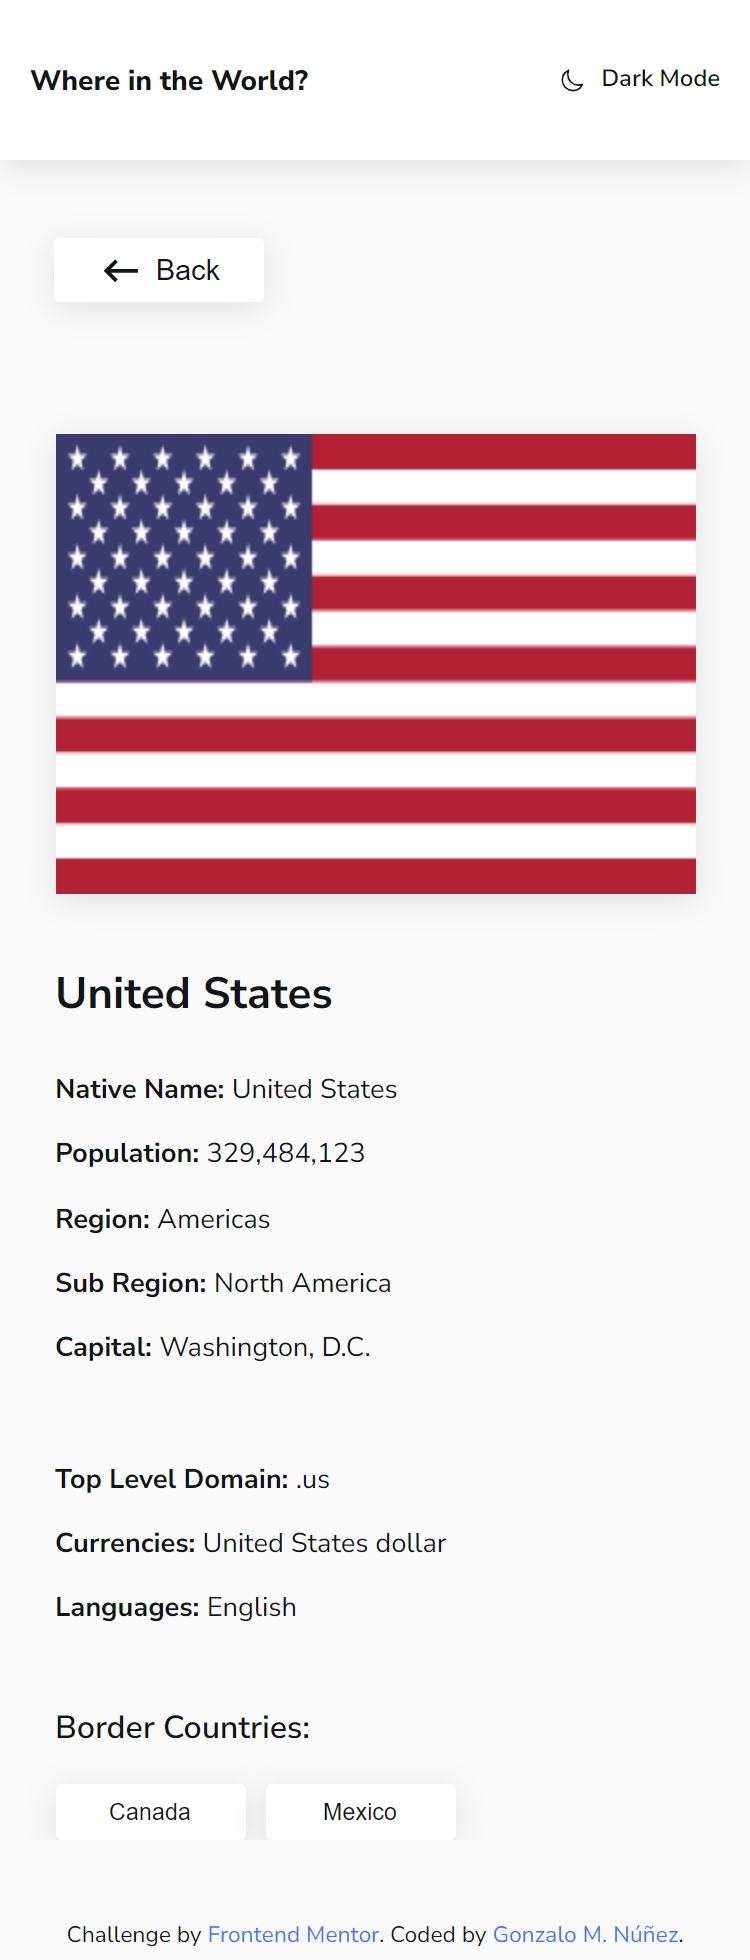 Where in the World?
Dark Mode
Back
United States
Native Name: United States
Population: 329,484,123
Region: Americas
Sub Region: North America
Capital: Washington, D.C.
Top Level Domain: .us
Currencies: United States dollar
Languages: English
Border Countries:
Canada
Mexico
Challenge by Frontend Mentor. Coded by Gonzalo M. Núñez.